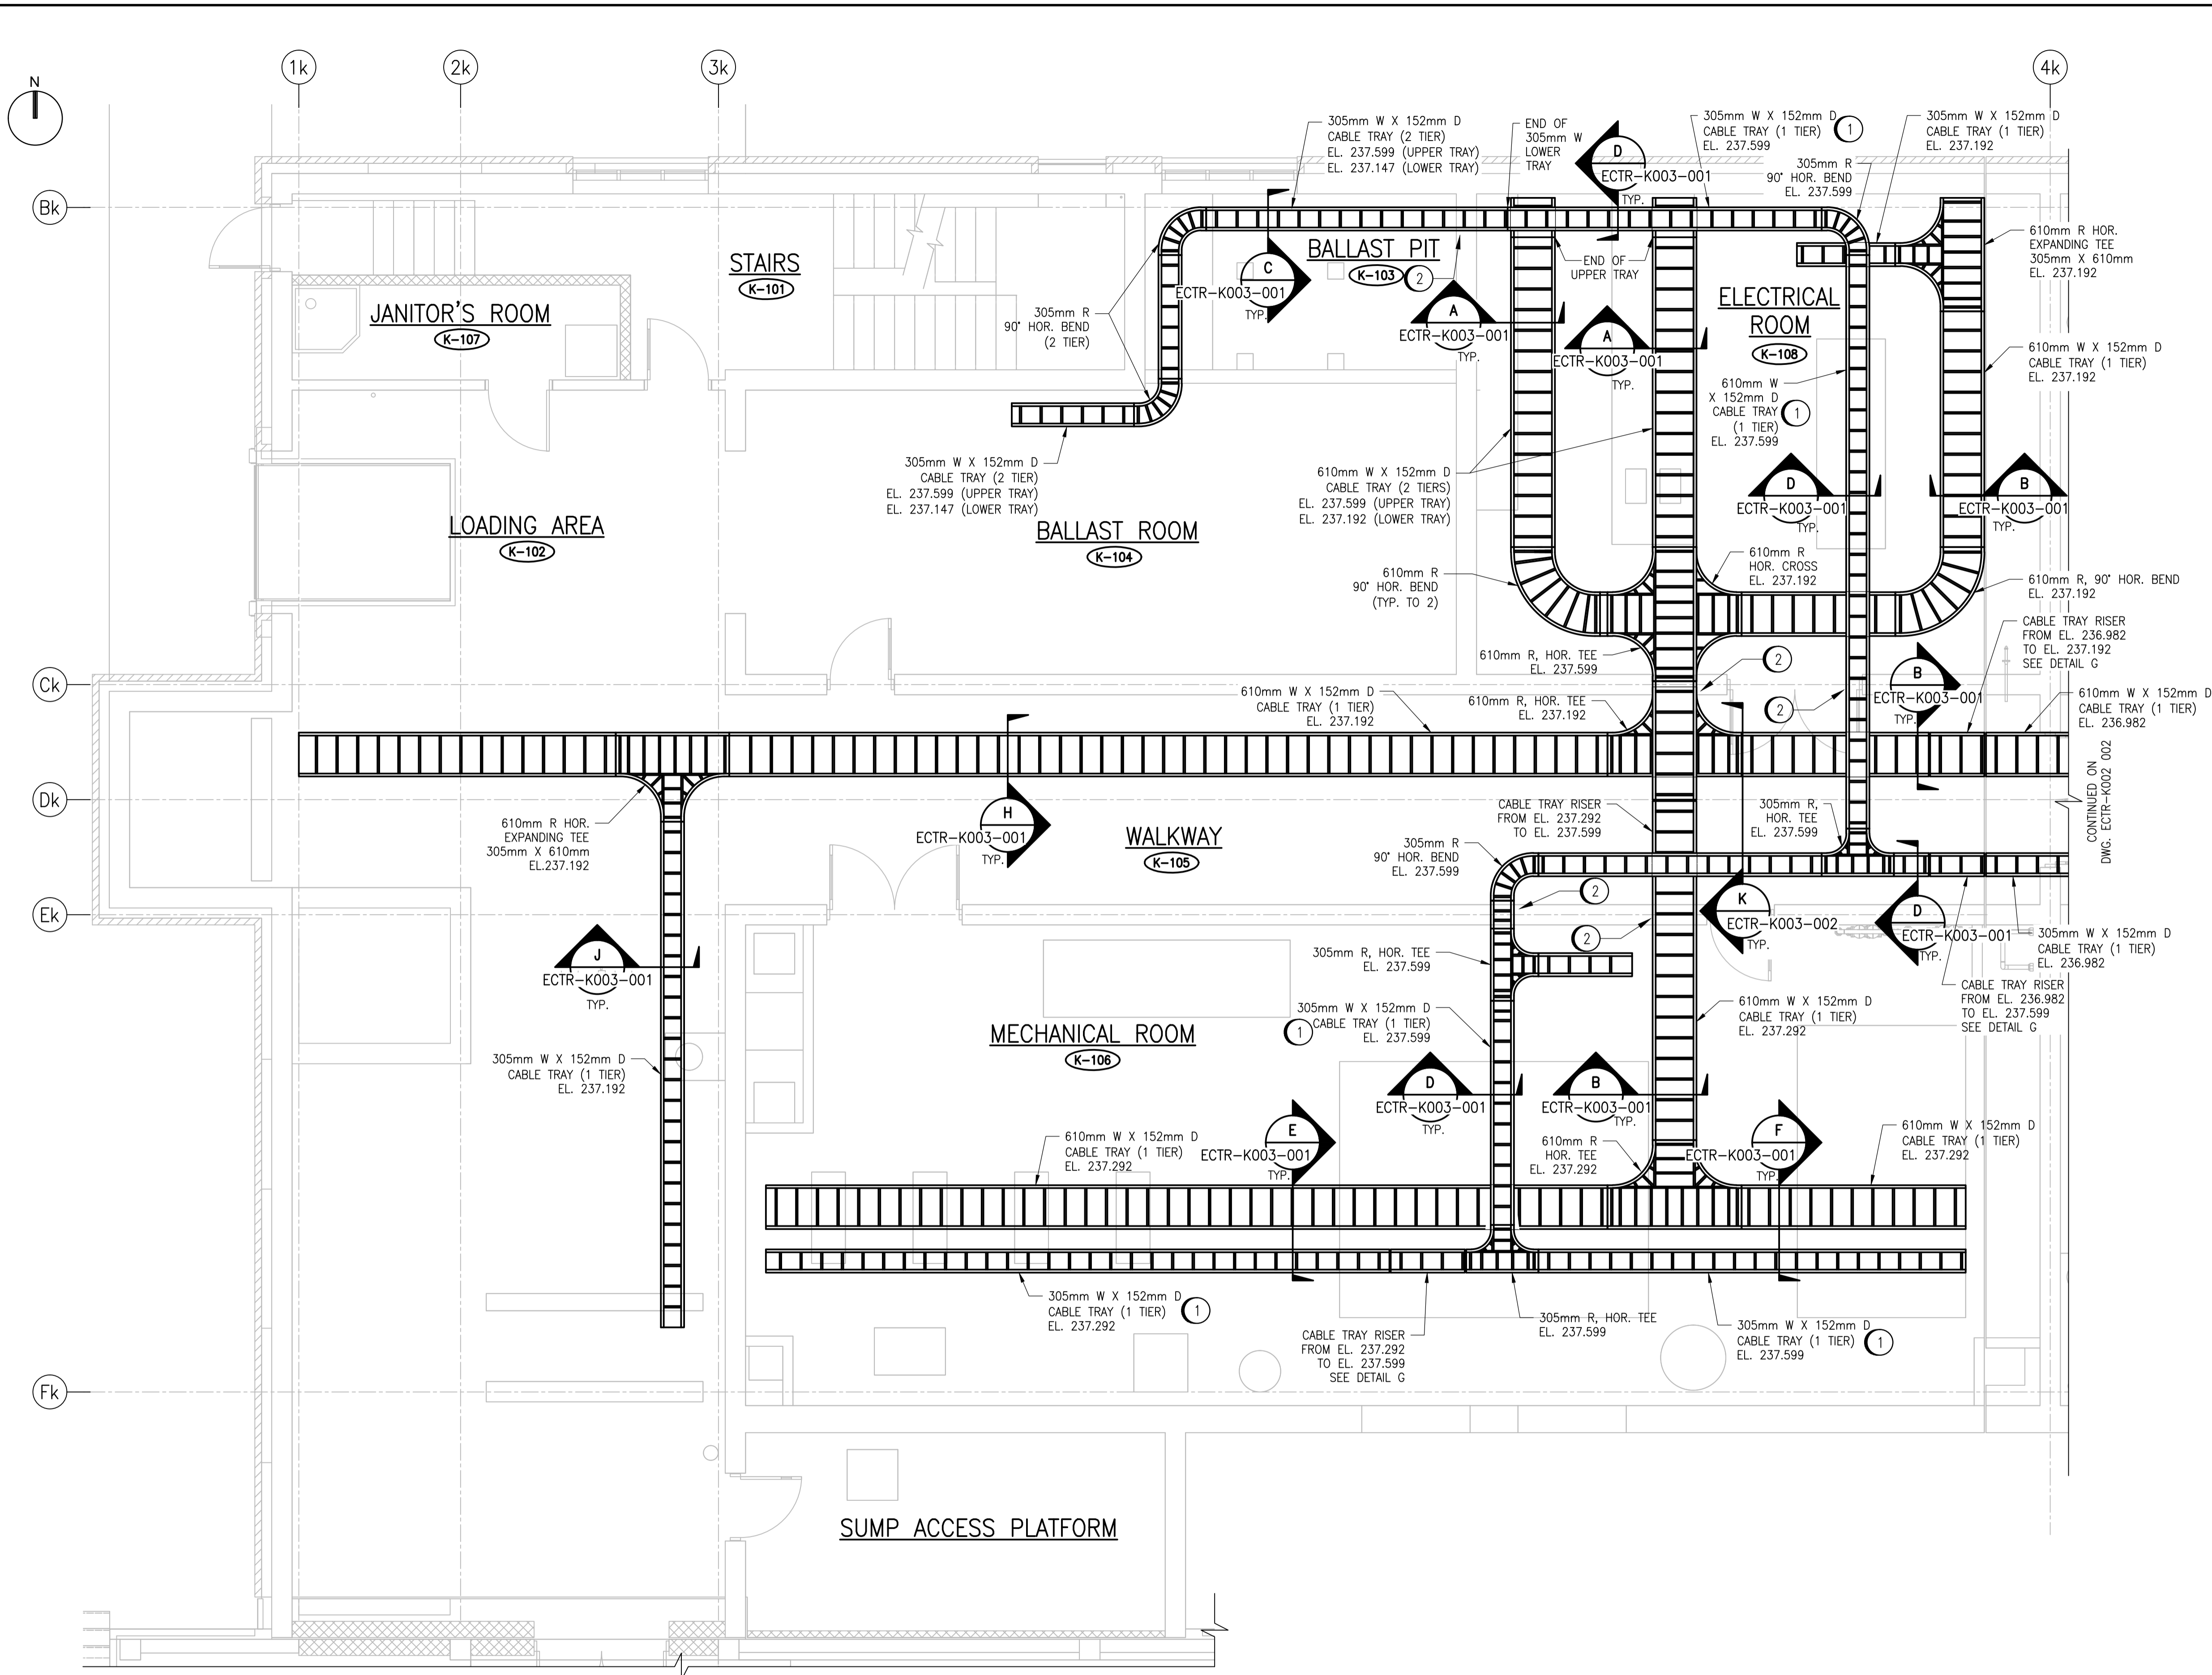 N
1k
2k
3k
4k
Bk
Ck
Dk
Ek
Fk
305mm W X 152mm D
CABLE TRAY (2 TIER)
EL. 237.599 (UPPER TRAY)
EL. 237.147 (LOWER TRAY)
END OF
305mm W
LOWER
TRAY
D
ECTR-K003-001
TYP.
305mm W X 152mm D
CABLE TRAY (1 TIER)
EL. 237.599
1
305mm R
90° HOR. BEND
EL. 237.599
305mm W X 152mm D
CABLE TRAY (1 TIER)
EL. 237.192
610mm R HOR.
EXPANDING TEE
305mm X 610mm
EL. 237.192
STAIRS
K-101
C
ECTR-K003-001
TYP.
BALLAST PIT
K-103
2
END OF
UPPER TRAY
A
ECTR-K003-001
TYP.
A
ECTR-K003-001
TYP.
ELECTRICAL
ROOM
K-108
JANITOR'S ROOM
K-107
305mm R
90° HOR. BEND
(2 TIER)
610mm W X 152mm D
CABLE TRAY (1 TIER)
EL. 237.192
610mm W
X 152mm D
CABLE TRAY
(1 TIER)
EL. 237.599
1
305mm W X 152mm D
CABLE TRAY (2 TIER)
EL. 237.599 (UPPER TRAY)
EL. 237.147 (LOWER TRAY)
610mm W X 152mm D
CABLE TRAY (2 TIERS)
EL. 237.599 (UPPER TRAY)
EL. 237.192 (LOWER TRAY)
D
ECTR-K003-001
TYP.
B
ECTR-K003-001
TYP.
LOADING AREA
K-102
BALLAST ROOM
K-104
610mm R
90° HOR. BEND
(TYP. TO 2)
610mm R
HOR. CROSS
EL. 237.192
610mm R, 90° HOR. BEND
EL. 237.192
CABLE TRAY RISER
FROM EL. 236.982
TO EL. 237.192
SEE DETAIL G
610mm R, HOR. TEE
EL. 237.599
2
2
B
ECTR-K003-001
TYP.
610mm W X 152mm D
CABLE TRAY (1 TIER)
EL. 237.192
610mm R, HOR. TEE
EL. 237.192
610mm W X 152mm D
CABLE TRAY (1 TIER)
EL. 236.982
CONTINUED ON
DWG. ECTR-K002 002
610mm R HOR.
EXPANDING TEE
305mm X 610mm
EL.237.192
H
ECTR-K003-001
TYP.
WALKWAY
K-105
CABLE TRAY RISER
FROM EL. 237.292
TO EL. 237.599
305mm R,
HOR. TEE
EL. 237.599
305mm R
90° HOR. BEND
EL. 237.599
2
2
K
ECTR-K003-002
TYP.
D
ECTR-K003-001
TYP.
305mm W X 152mm D
CABLE TRAY (1 TIER)
EL. 236.982
J
ECTR-K003-001
TYP.
305mm R, HOR. TEE
EL. 237.599
CABLE TRAY RISER
FROM EL. 236.982
TO EL. 237.599
SEE DETAIL G
MECHANICAL ROOM
K-106
305mm W X 152mm D
1 CABLE TRAY (1 TIER)
EL. 237.599
610mm W X 152mm D
CABLE TRAY (1 TIER)
EL. 237.292
305mm W X 152mm D
CABLE TRAY (1 TIER)
EL. 237.192
D
ECTR-K003-001
TYP.
B
ECTR-K003-001
TYP.
610mm W X 152mm D
CABLE TRAY (1 TIER)
EL. 237.292
E
ECTR-K003-001
TYP.
610mm R
HOR. TEE
EL. 237.292
F
ECTR-K003-001
TYP.
610mm W X 152mm D
CABLE TRAY (1 TIER)
EL. 237.292
305mm W X 152mm D
CABLE TRAY (1 TIER) 1
EL. 237.292
CABLE TRAY RISER
FROM EL. 237.292
TO EL. 237.599
SEE DETAIL G
305mm R, HOR. TEE
EL. 237.599
305mm W X 152mm D
CABLE TRAY (1 TIER) 1
EL. 237.599
SUMP ACCESS PLATFORM